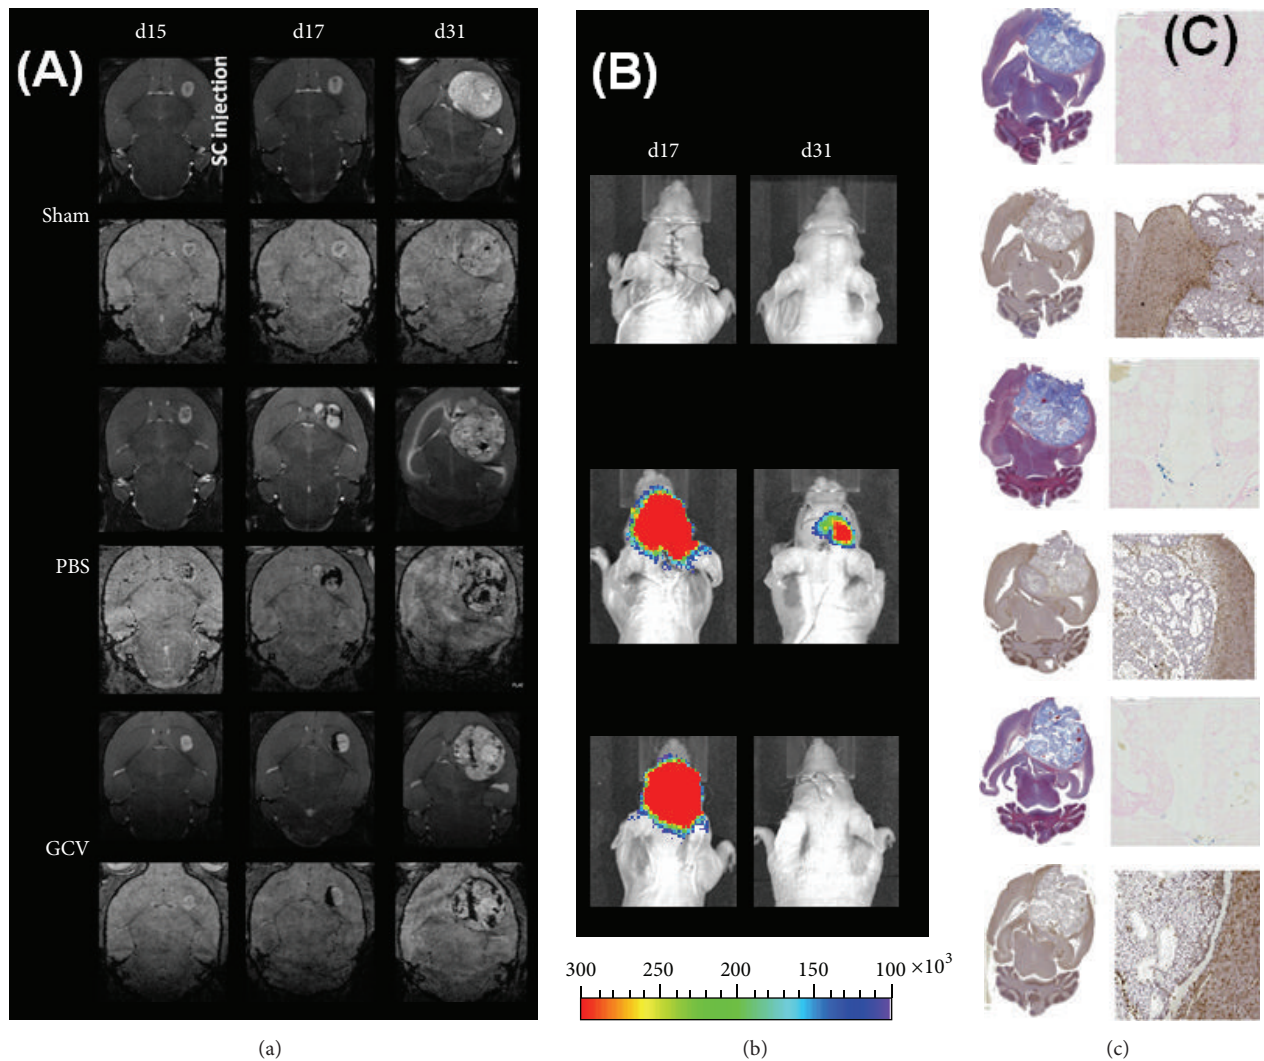 (A)
d15
d17
d31
SC injection
Sham
PBS
GCV
(B)
d17
d31
(C)
300
250
200
150
100 ×10³
(a)
(b)
(c)